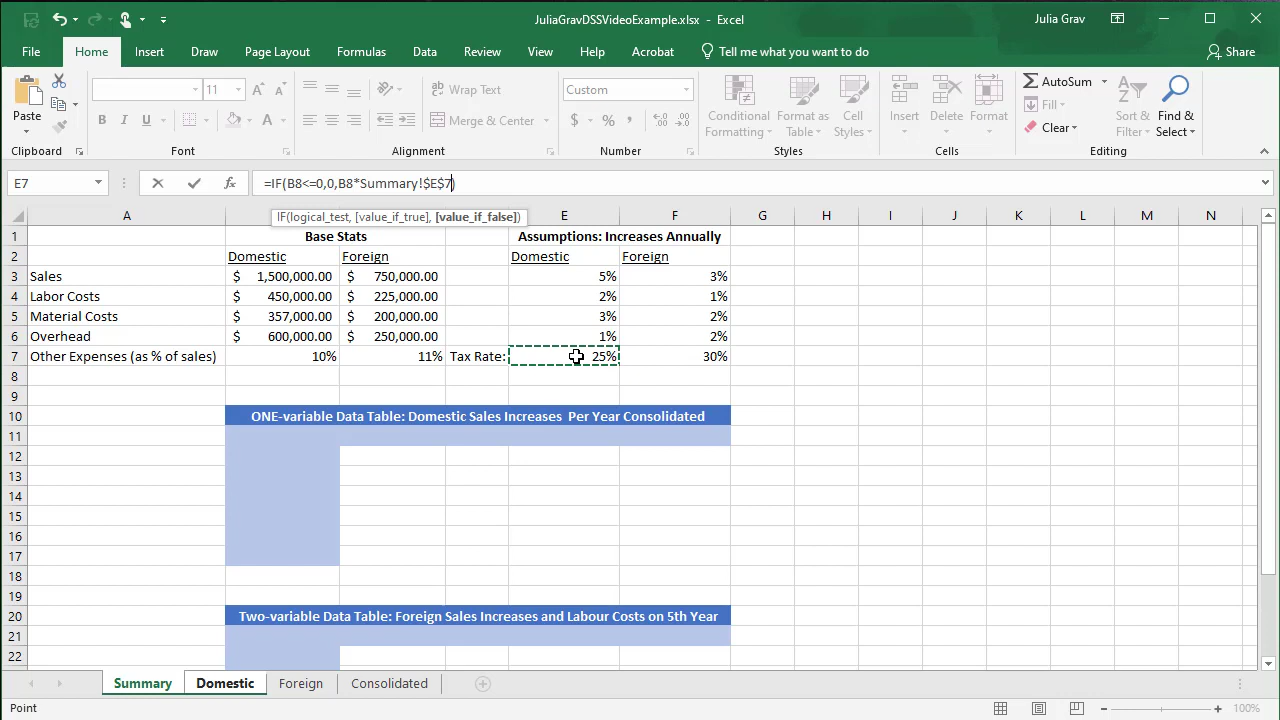 JuliaGravDSSVideoExample.xlsx - Excel
Julia Grav
File Home Insert Draw Page Layout Formulas Data Review View Help Acrobat Tell me what you want to do Share
Paste
11 A A
Wrap Text
Custom
Conditional Formatting
Format as Table
Cell Styles
Insert
Delete
Format
AutoSum
Sort & Filter
Find & Select
B I U A
Merge & Center
$ %
Fill
Clear
Clipboard Font Alignment Number Styles Cells Editing
E7 fx =IF(B8<=0,0,B8*Summary!$E$7)
IF(logical_test, [value_if_true], [value_if_false])
A E F G H I J K L M N
1 Base Stats Assumptions: Increases Annually
2 Domestic Foreign Domestic Foreign
3 Sales $ 1,500,000.00 $ 750,000.00 5% 3%
4 Labor Costs $ 450,000.00 $ 225,000.00 2% 1%
5 Material Costs $ 357,000.00 $ 200,000.00 3% 2%
6 Overhead $ 600,000.00 $ 250,000.00 1% 2%
7 Other Expenses (as % of sales) 10% 11% Tax Rate: 25% 30%
8
9
10 ONE-variable Data Table: Domestic Sales Increases Per Year Consolidated
11
12
13
14
15
16
17
18
19
20 Two-variable Data Table: Foreign Sales Increases and Labour Costs on 5th Year
21
22
Summary Domestic Foreign Consolidated
Point 100%